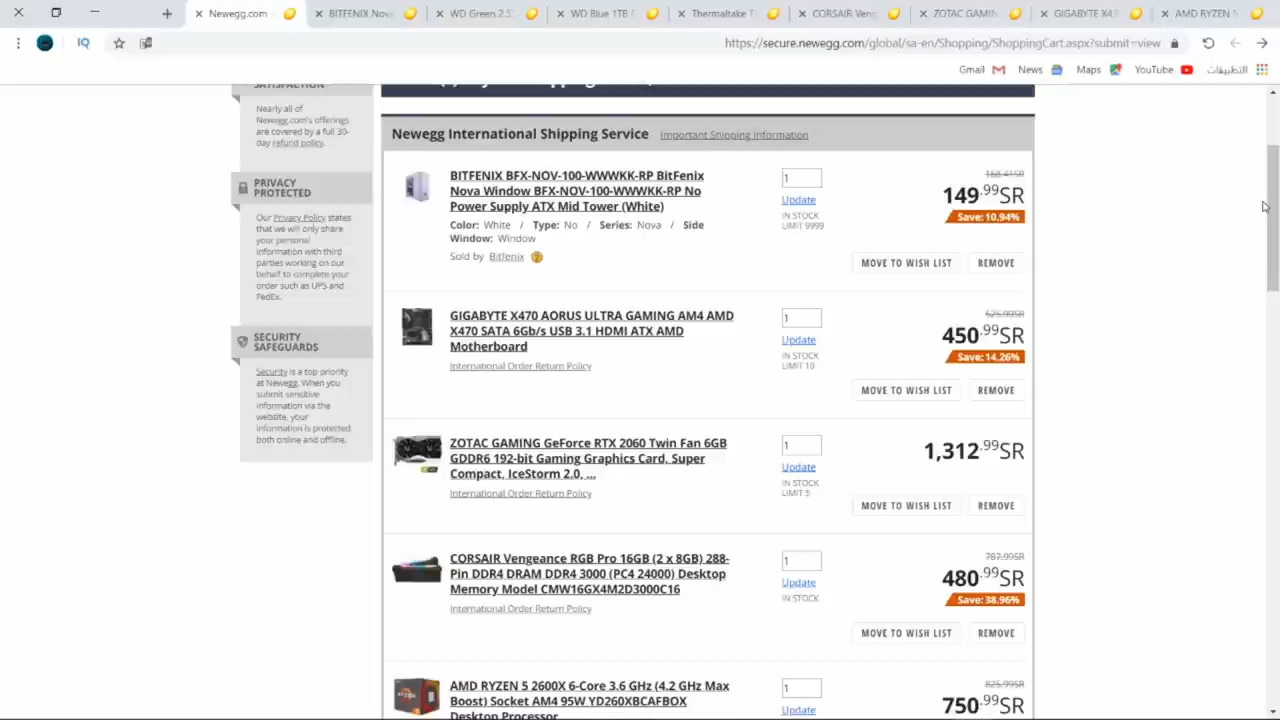 Newegg.com
BITFENIX Nova
WD Green 2.5"
WD Blue 1TB
Thermaltake T
CORSAIR Veng
ZOTAC GAMIN
GIGABYTE X47
AMD RYZEN 5
IQ
https://secure.newegg.com/global/sa-en/Shopping/ShoppingCart.aspx?submit=view
Gmail
News
Maps
YouTube
التطبيقات
SATISFACTION
Nearly all of
Newegg.com's offerings
are covered by a full 30-
day refund policy.
PRIVACY
PROTECTED
Our Privacy Policy states
that we will only share
your personal
information with third
parties working on our
behalf to complete your
order such as UPS and
FedEx.
SECURITY
SAFEGUARDS
Security is a top priority
at Newegg. When you
submit sensitive
information via the
website, your
information is protected
both online and offline.
Newegg International Shipping Service Important Shipping Information
BITFENIX BFX-NOV-100-WWWKK-RP BitFenix
Nova Window BFX-NOV-100-WWWKK-RP No
Power Supply ATX Mid Tower (White)
Color: White / Type: No / Series: Nova / Side
Window: Window
Sold by Bitfenix
1
Update
IN STOCK
LIMIT 9999
168.41SR
149.99SR
Save: 10.94%
MOVE TO WISH LIST
REMOVE
GIGABYTE X470 AORUS ULTRA GAMING AM4 AMD
X470 SATA 6Gb/s USB 3.1 HDMI ATX AMD
Motherboard
International Order Return Policy
1
Update
IN STOCK
LIMIT 10
525.99SR
450.99SR
Save: 14.26%
MOVE TO WISH LIST
REMOVE
ZOTAC GAMING GeForce RTX 2060 Twin Fan 6GB
GDDR6 192-bit Gaming Graphics Card, Super
Compact, IceStorm 2.0, ...
International Order Return Policy
1
Update
IN STOCK
LIMIT 5
1,312.99SR
MOVE TO WISH LIST
REMOVE
CORSAIR Vengeance RGB Pro 16GB (2 x 8GB) 288-
Pin DDR4 DRAM DDR4 3000 (PC4 24000) Desktop
Memory Model CMW16GX4M2D3000C16
International Order Return Policy
1
Update
IN STOCK
787.99SR
480.99SR
Save: 38.96%
MOVE TO WISH LIST
REMOVE
AMD RYZEN 5 2600X 6-Core 3.6 GHz (4.2 GHz Max
Boost) Socket AM4 95W YD260XBCAFBOX
Desktop Processor
1
Update
825.99SR
750.99SR